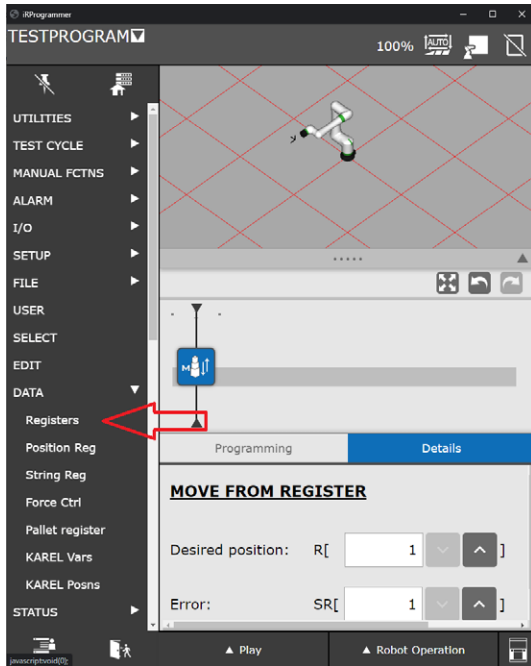 iRProgrammer
TESTPROGRAM
100%
AUTO
UTILITIES
TEST CYCLE
MANUAL FCTNS
ALARM
I/O
SETUP
FILE
USER
SELECT
EDIT
DATA
Registers
Position Reg
String Reg
Force Ctrl
Pallet register
KAREL Vars
KAREL Posns
STATUS
y
M
Programming
Details
MOVE FROM REGISTER
Desired position: R[ 1 ]
Error: SR[ 1 ]
javascript:void(0);
Play
Robot Operation